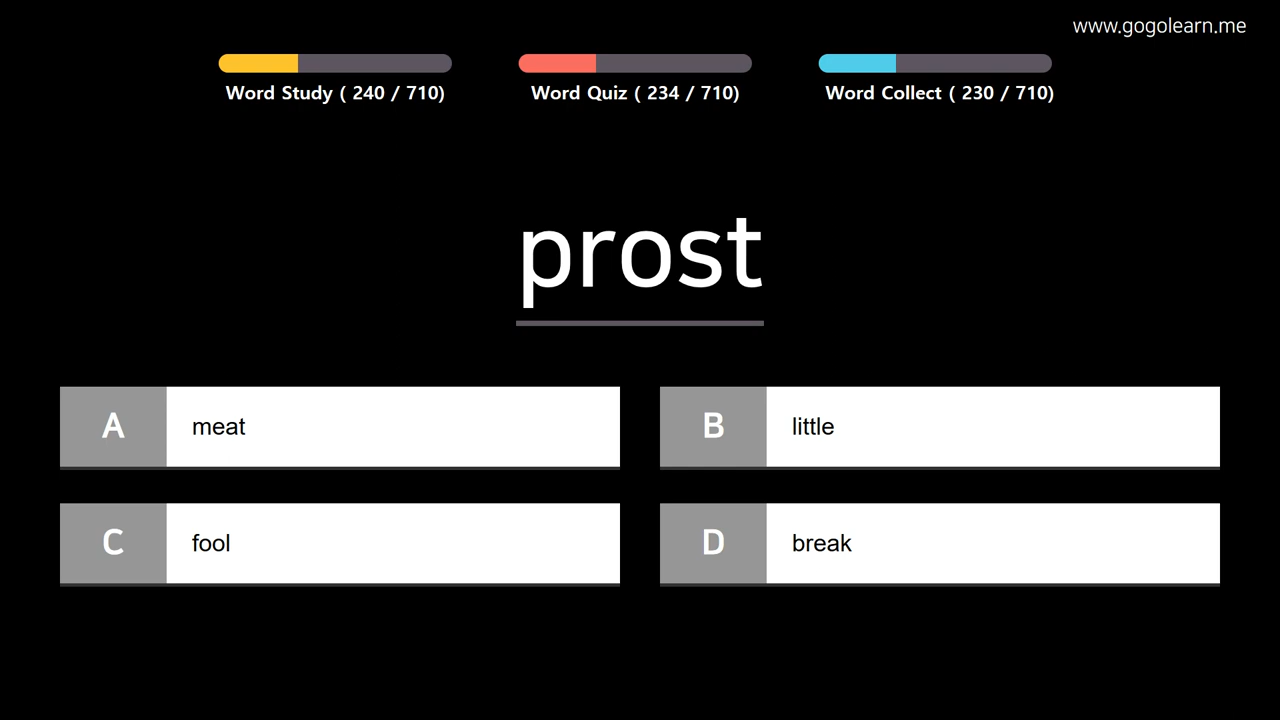 www.gogolearn.me
Word Study ( 240 / 710)
Word Quiz ( 234 / 710)
Word Collect ( 230 / 710)
prost
A meat
B little
C fool
D break